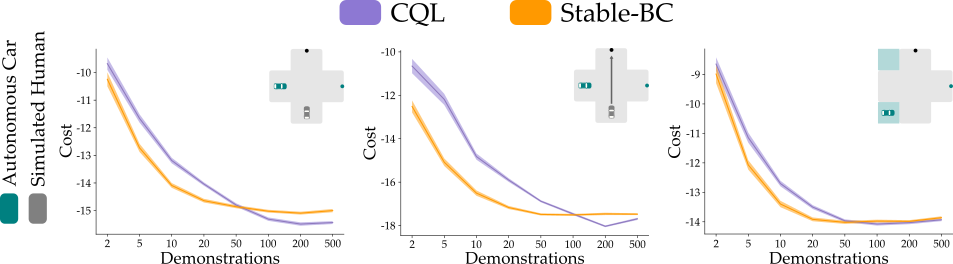 CQL Stable-BC
Autonomous Car
Simulated Human
Cost
-10
-11
-12
-13
-14
-15
2 5 10 20 50 100 200 500
Demonstrations
Cost
-10
-12
-14
-16
-18
2 5 10 20 50 100 200 500
Demonstrations
Cost
-9
-10
-11
-12
-13
-14
2 5 10 20 50 100 200 500
Demonstrations